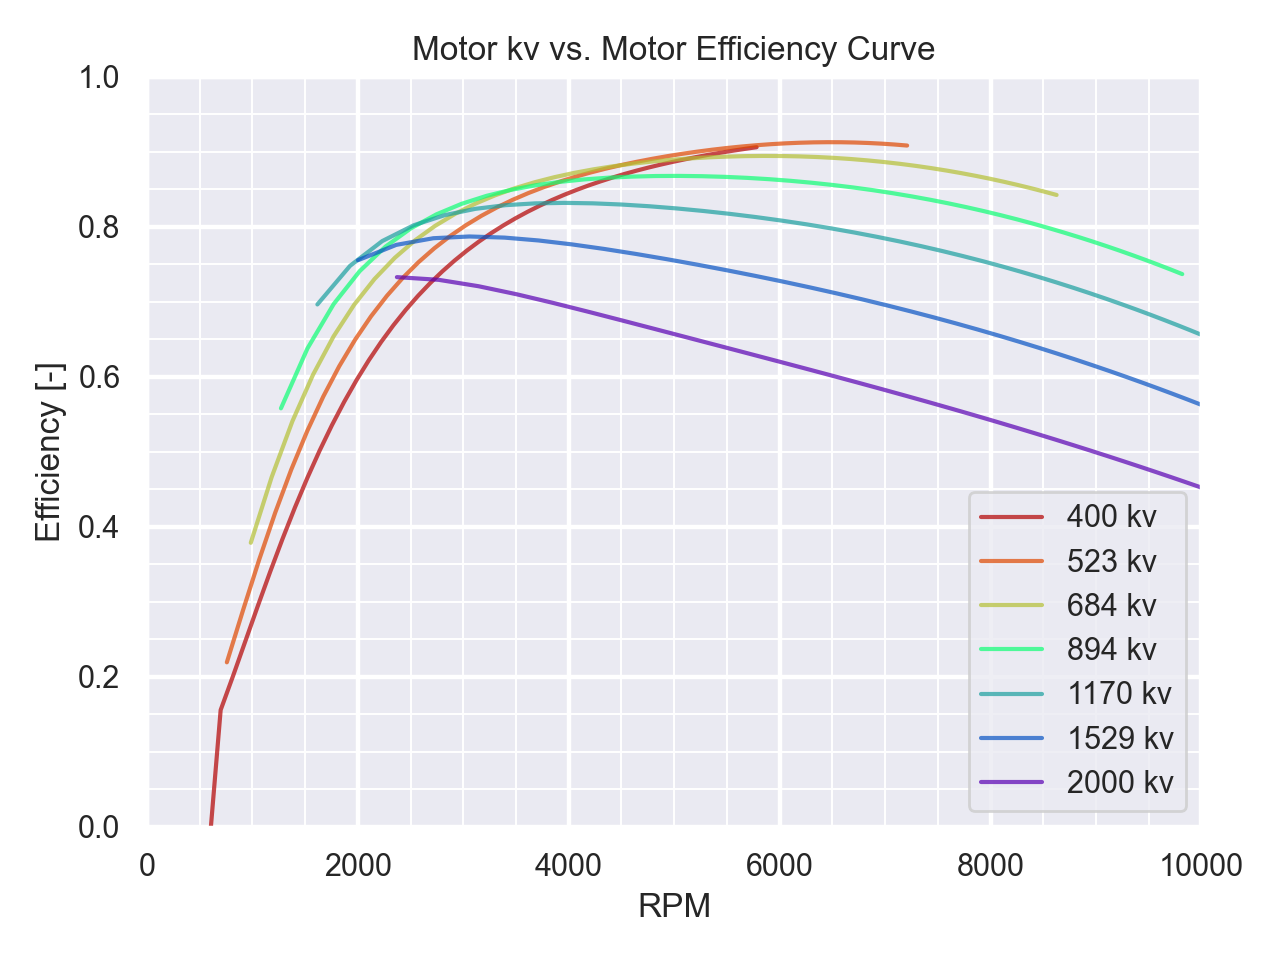 Motor kv vs. Motor Efficiency Curve
1.0
0.8
0.6
0.4
0.2
0.0
Efficiency [-]
0 2000 4000 6000 8000 10000
RPM
400 kv
523 kv
684 kv
894 kv
1170 kv
1529 kv
2000 kv